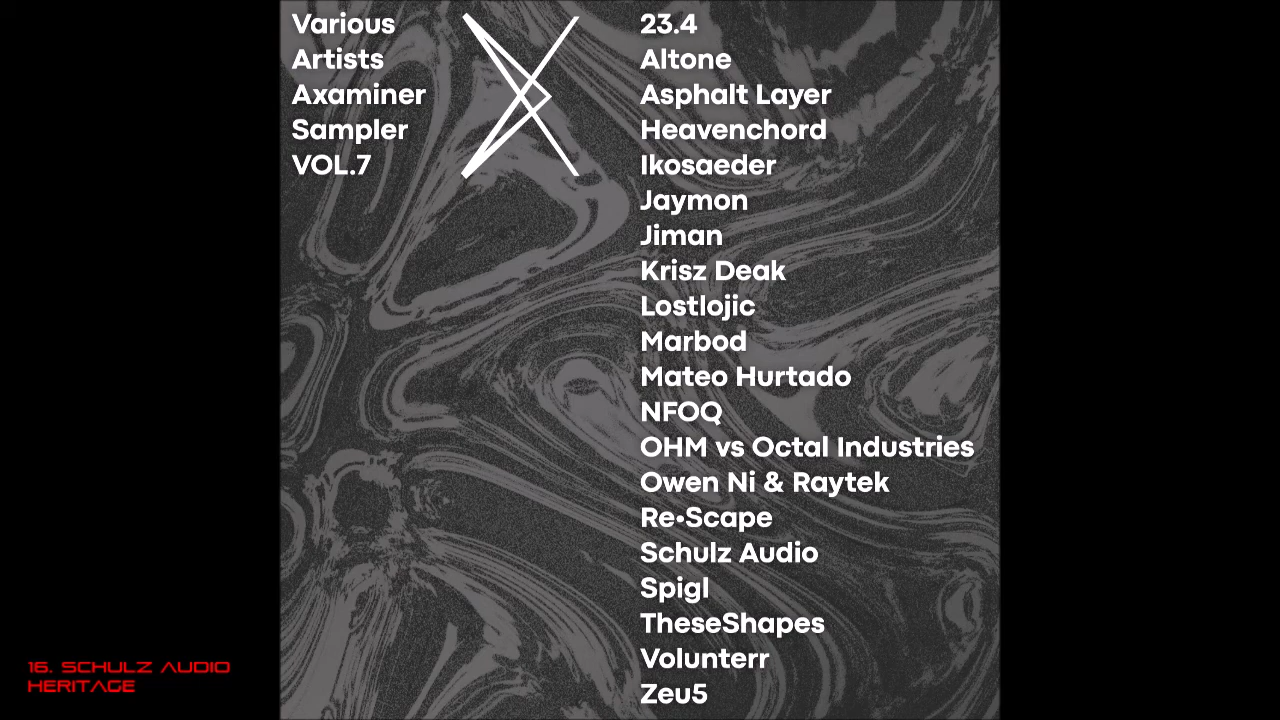 Various
Artists
Axaminer
Sampler
VOL.7
23.4
Altone
Asphalt Layer
Heavenchord
Ikosaeder
Jaymon
Jiman
Krisz Deak
Lostlojic
Marbod
Mateo Hurtado
NFOQ
OHM vs Octal Industries
Owen Ni & Raytek
Re•Scape
Schulz Audio
Spigl
TheseShapes
Volunterr
Zeu5
16. SCHULZ AUDIO
HERITAGE